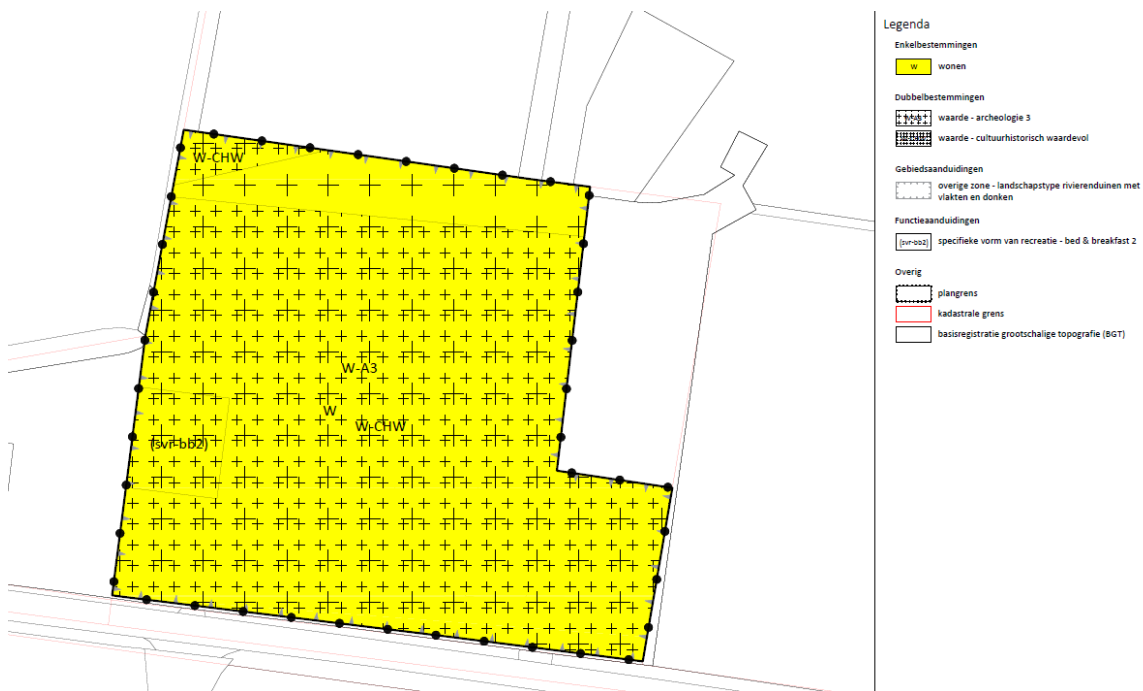 W-CHW
W-A3
W
W-CHW
(svr-bb2)
Legenda
Enkelbestemmingen
W wonen
Dubbelbestemmingen
waarde - archeologie 3
waarde - cultuurhistorisch waardevol
Gebiedsaanduidingen
overige zone - landschapstype rivierenduinen met
vlakten en donken
Functieaanduidingen
(svr-bb2) specifieke vorm van recreatie - bed & breakfast 2
Overig
plangrens
kadastrale grens
basisregistratie grootschalige topografie (BGT)